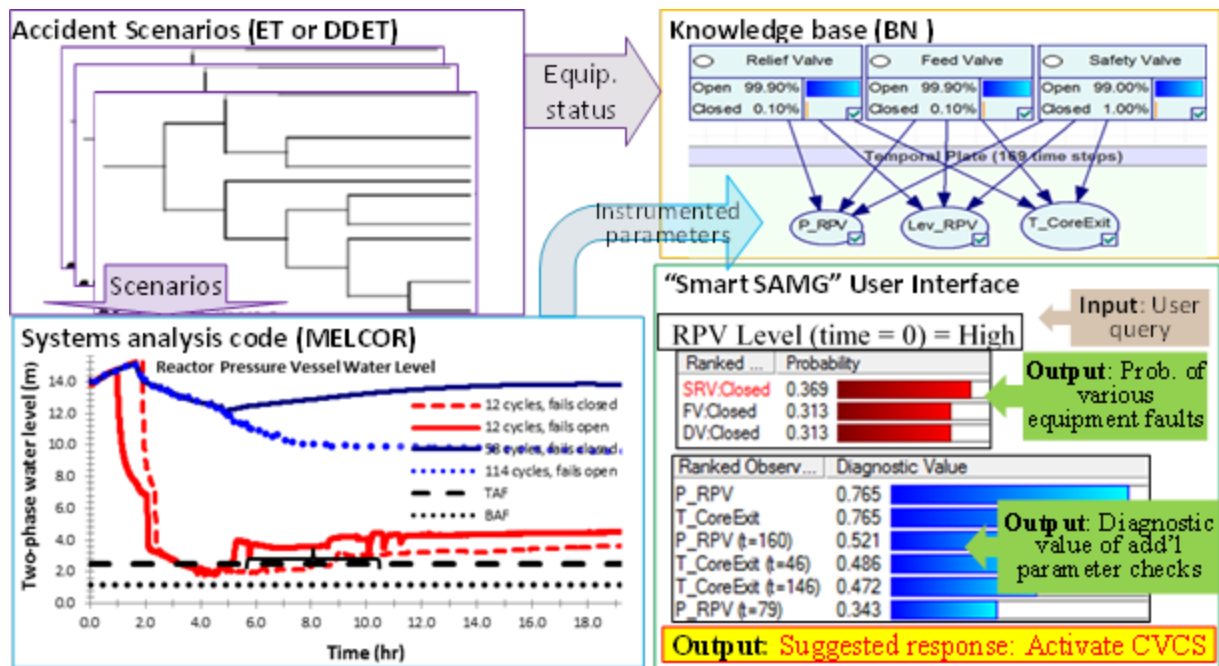 Accident Scenarios (ET or DDET)
Equip.
status
Scenarios
Knowledge base (BN )
Relief Valve
Open 99.90%
Closed 0.10%
Feed Valve
Open 99.90%
Closed 0.10%
Safety Valve
Open 99.00%
Closed 1.00%
Temporal Plate (169 time steps)
P_RPV
Lev_RPV
T_CoreExit
Instrumented
parameters
Systems analysis code (MELCOR)
Reactor Pressure Vessel Water Level
Two-phase water level (m)
14.0
12.0
10.0
8.0
6.0
4.0
2.0
0.0
12 cycles, fails closed
12 cycles, fails open
58 cycles, fails closed
114 cycles, fails open
TAF
BAF
0.0 2.0 4.0 6.0 8.0 10.0 12.0 14.0 16.0 18.0
Time (hr)
“Smart SAMG” User Interface
Input: User
query
RPV Level (time = 0) = High
Ranked ... Probability
SRV:Closed 0.369
FV:Closed 0.313
DV:Closed 0.313
Output: Prob. of
various
equipment faults
Ranked Observ... Diagnostic Value
P_RPV 0.765
T_CoreExit 0.765
P_RPV (t=160) 0.521
T_CoreExit (t=46) 0.486
T_CoreExit (t=146) 0.472
P_RPV (t=79) 0.343
Output: Diagnostic
value of add’l
parameter checks
Output: Suggested response: Activate CVCS